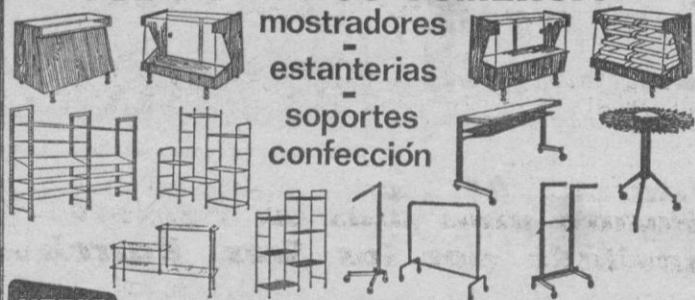 mostradores
-
estanterias
-
soportes
confección